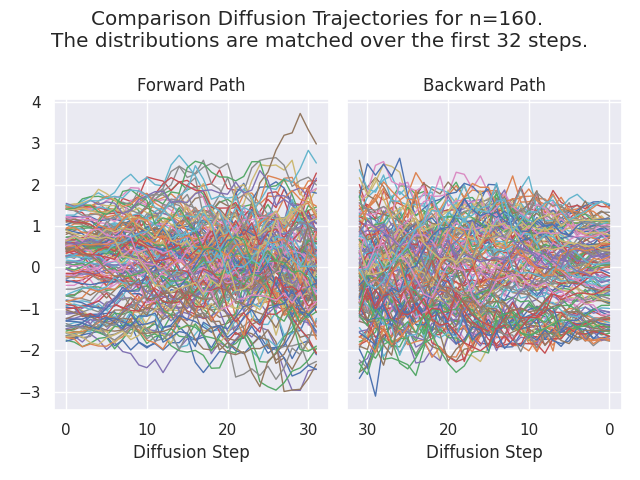 Comparison Diffusion Trajectories for n=160.
The distributions are matched over the first 32 steps.
Forward Path
Backward Path
4
3
2
1
0
−1
−2
−3
0 10 20 30
30 20 10 0
Diffusion Step
Diffusion Step